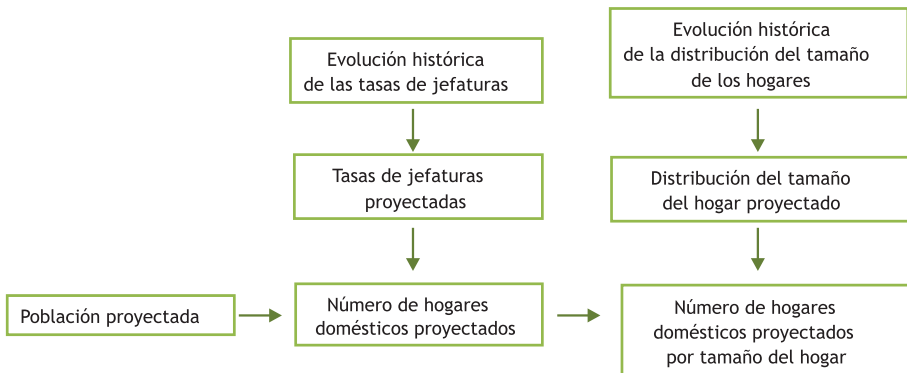 Evolución histórica
de las tasas de jefaturas
Evolución histórica
de la distribución del tamaño
de los hogares
Tasas de jefaturas
proyectadas
Distribución del tamaño
del hogar proyectado
Población proyectada
Número de hogares
domésticos proyectados
Número de hogares
domésticos proyectados
por tamaño del hogar